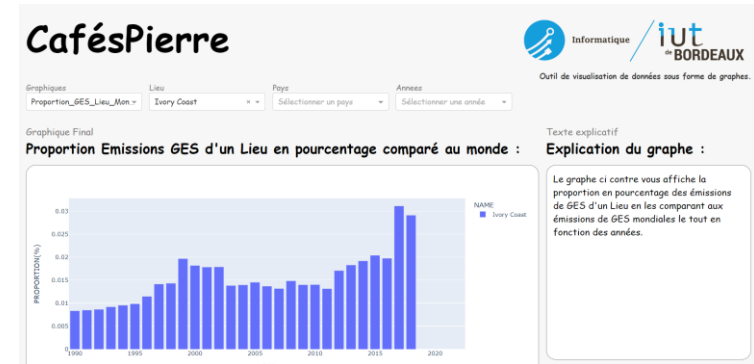 CafésPierre
Informatique
iut
de BORDEAUX
Outil de visualisation de données sous forme de graphes.
Graphiques Lieu Pays Annees
Proportion_GES_Lieu_Mon... Ivory Coast × Sélectionner un pays Sélectionner une année
Graphique Final
Proportion Emissions GES d'un Lieu en pourcentage comparé au monde :
Texte explicatif
Explication du graphe :
PROPORTION(%)
0.03
0.025
0.02
0.015
0.01
0.005
0
1990 1995 2000 2005 2010 2015 2020
NAME
Ivory Coast
Le graphe ci contre vous affiche la
proportion en pourcentage des émissions
de GES d'un Lieu en les comparant aux
émissions de GES mondiales le tout en
fonction des années.